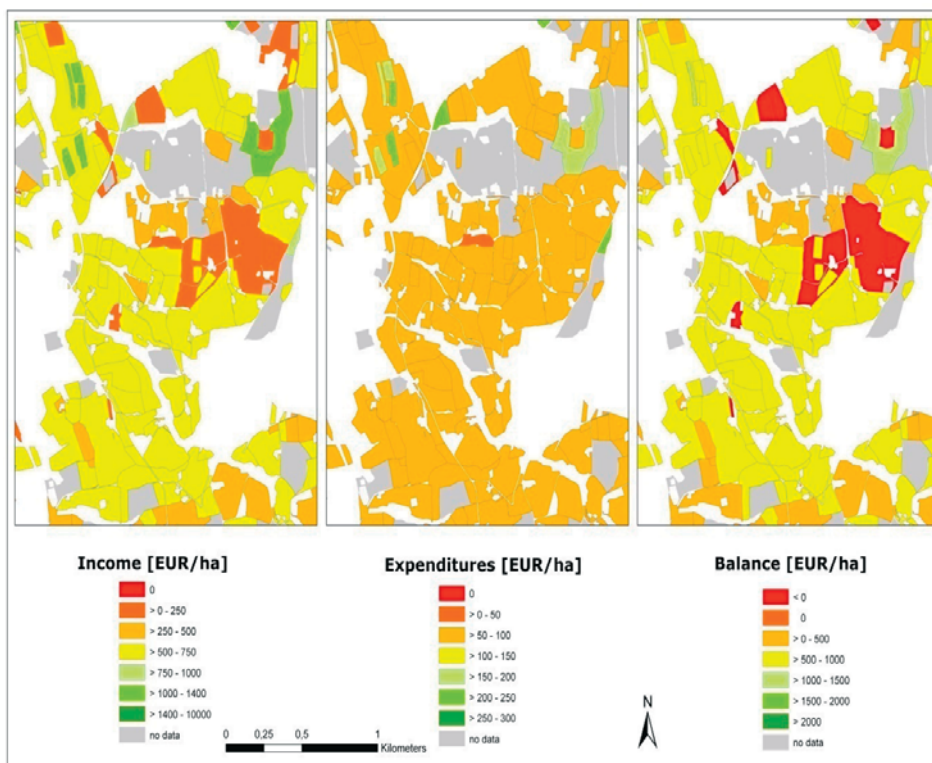 Income [EUR/ha]
0
> 0 - 250
> 250 - 500
> 500 - 750
> 750 - 1000
> 1000 - 1400
> 1400 - 10000
no data
Expenditures [EUR/ha]
0
> 0 - 50
> 50 - 100
> 100 - 150
> 150 - 200
> 200 - 250
> 250 - 300
no data
Balance [EUR/ha]
< 0
0
> 0 - 500
> 500 - 1000
> 1000 - 1500
> 1500 - 2000
> 2000
no data
0 0,25 0,5 1
Kilometers
N